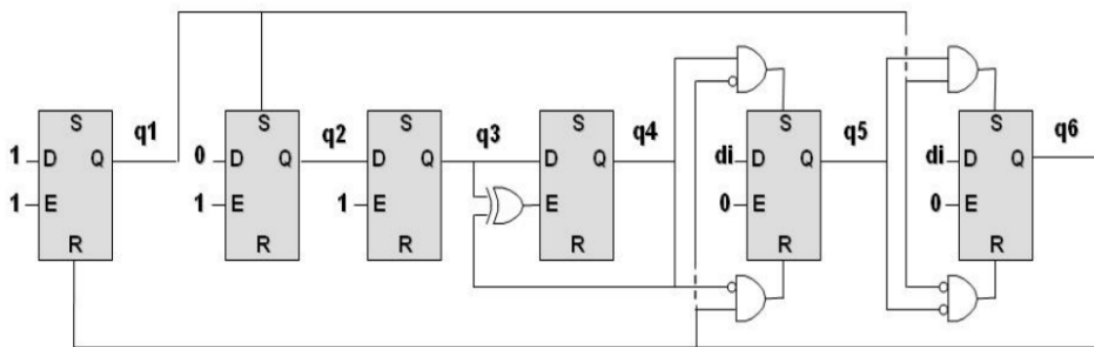 S S S S S S
q1 q2 q3 q4 q5 q6
1 D Q 0 D Q D Q D Q di D Q di D Q
1 E 1 E 1 E E 0 E 0 E
R R R R R R